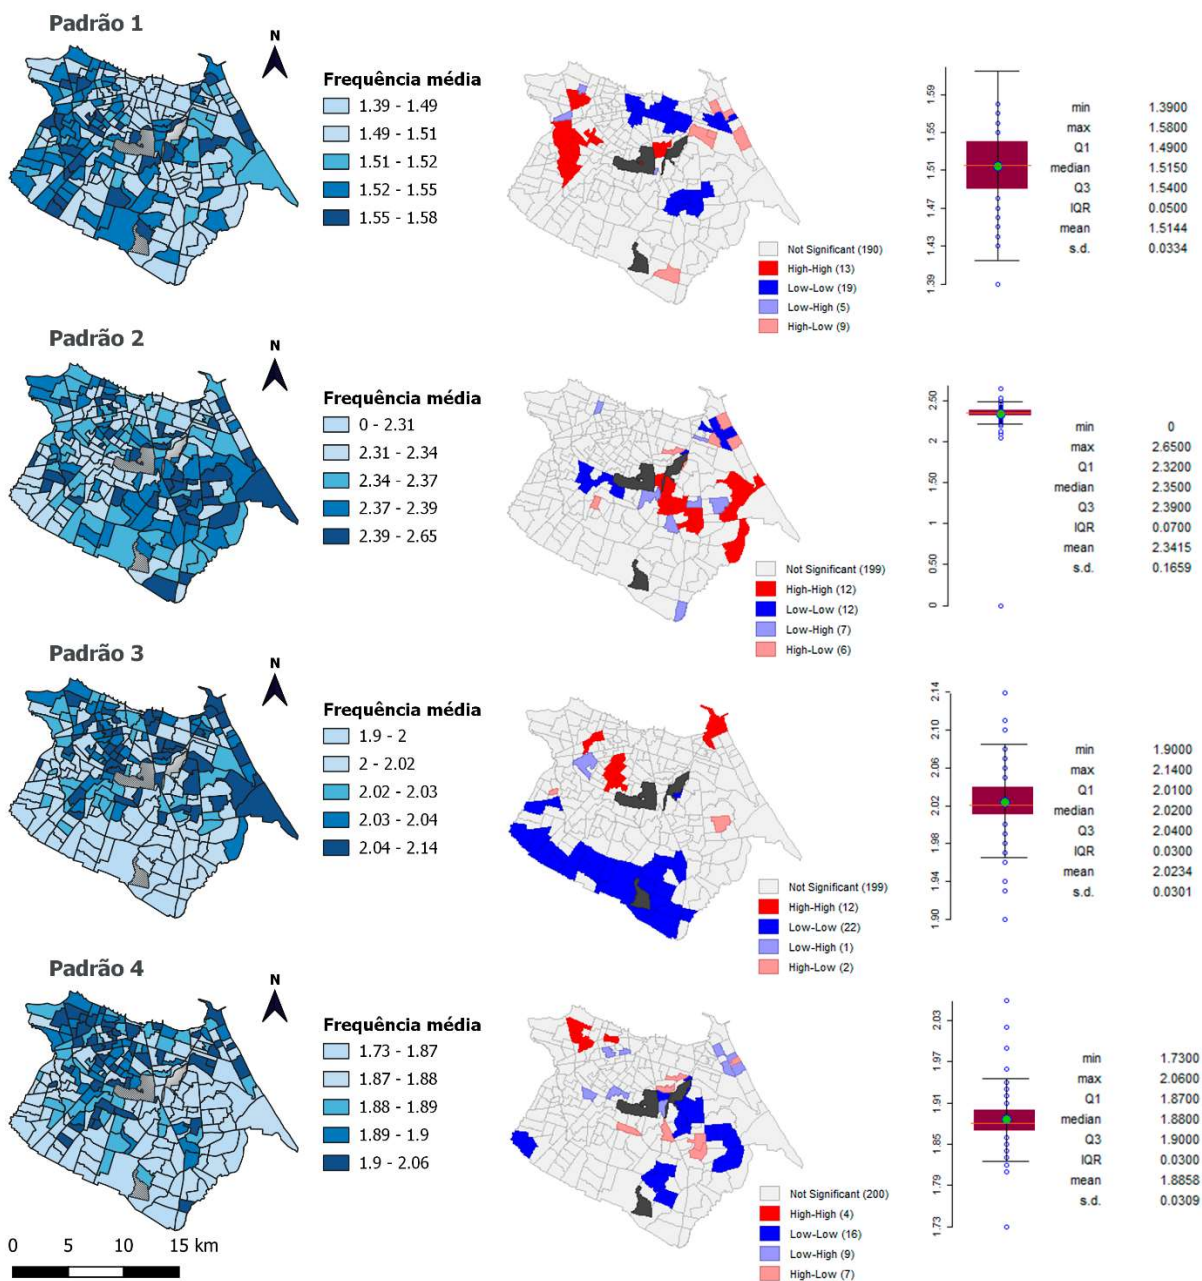 Padrão 1
N
Frequência média
1.39 - 1.49
1.49 - 1.51
1.51 - 1.52
1.52 - 1.55
1.55 - 1.58
Not Significant (190)
High-High (13)
Low-Low (19)
Low-High (5)
High-Low (9)
1.59
1.55
1.51
1.47
1.43
1.39
min 1.3900
max 1.5800
Q1 1.4900
median 1.5150
Q3 1.5400
IQR 0.0500
mean 1.5144
s.d. 0.0334
Padrão 2
N
Frequência média
0 - 2.31
2.31 - 2.34
2.34 - 2.37
2.37 - 2.39
2.39 - 2.65
Not Significant (199)
High-High (12)
Low-Low (12)
Low-High (7)
High-Low (6)
2.50
2
1.50
1
0.50
0
min 0
max 2.6500
Q1 2.3200
median 2.3500
Q3 2.3900
IQR 0.0700
mean 2.3415
s.d. 0.1659
Padrão 3
N
Frequência média
1.9 - 2
2 - 2.02
2.02 - 2.03
2.03 - 2.04
2.04 - 2.14
Not Significant (199)
High-High (12)
Low-Low (22)
Low-High (1)
High-Low (2)
2.14
2.10
2.06
2.02
1.98
1.94
1.90
min 1.9000
max 2.1400
Q1 2.0100
median 2.0200
Q3 2.0400
IQR 0.0300
mean 2.0234
s.d. 0.0301
Padrão 4
N
Frequência média
1.73 - 1.87
1.87 - 1.88
1.88 - 1.89
1.89 - 1.9
1.9 - 2.06
Not Significant (200)
High-High (4)
Low-Low (16)
Low-High (9)
High-Low (7)
2.03
1.97
1.91
1.85
1.79
1.73
min 1.7300
max 2.0600
Q1 1.8700
median 1.8800
Q3 1.9000
IQR 0.0300
mean 1.8858
s.d. 0.0309
0 5 10 15 km